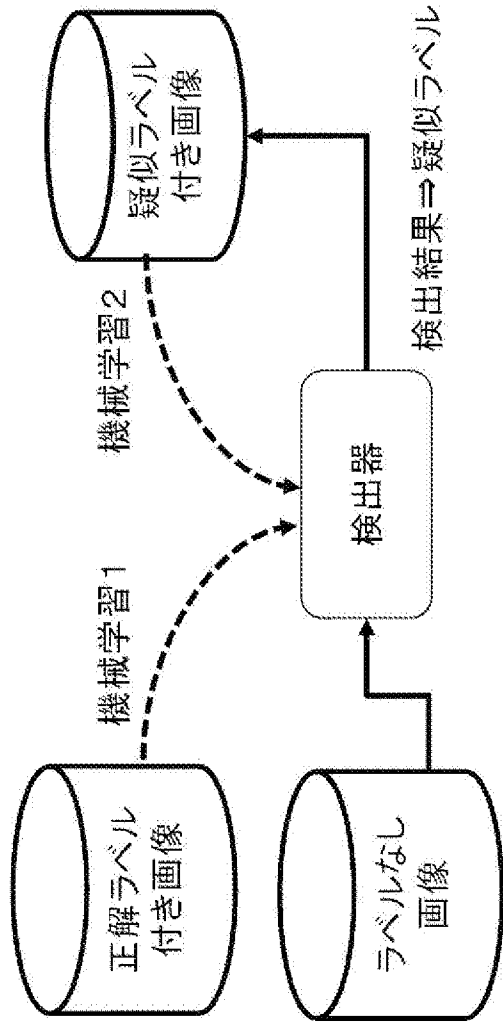 正解ラベル
付き画像
機械学習1
機械学習2
疑似ラベル
付き画像
ラベルなし
画像
検出器
検出結果⇒疑似ラベル